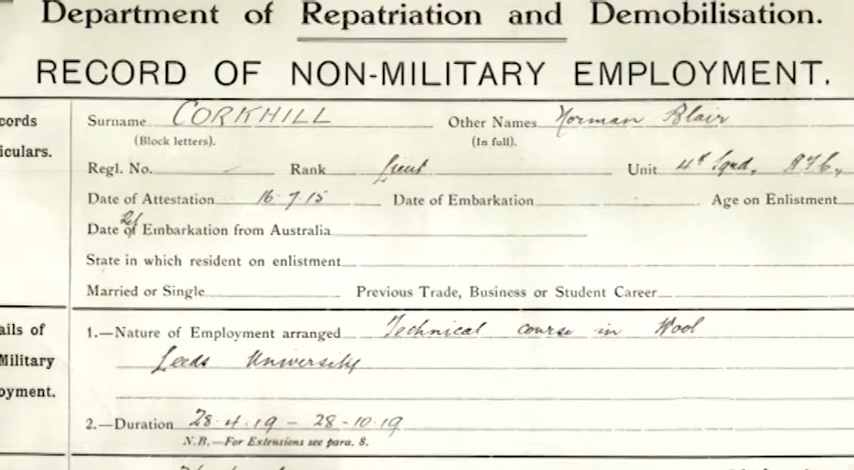 Department of Repatriation and Demobilisation.
RECORD OF NON-MILITARY EMPLOYMENT.
cords
iculars.
Surname CORKHILL Other Names Norman Blair
(Block letters). (In full).
Regl. No. - Rank Lieut Unit 4th Sqrd, A.F.C.
Date of Attestation 16.7.15 Date of Embarkation Age on Enlistment
Date of Embarkation from Australia
State in which resident on enlistment
Married or Single Previous Trade, Business or Student Career
ails of
Military
oyment.
1.—Nature of Employment arranged Technical course in Wool
Leeds University
2.—Duration 28.4.19 - 28-10.19
N.B.—For Extensions see para. 8.